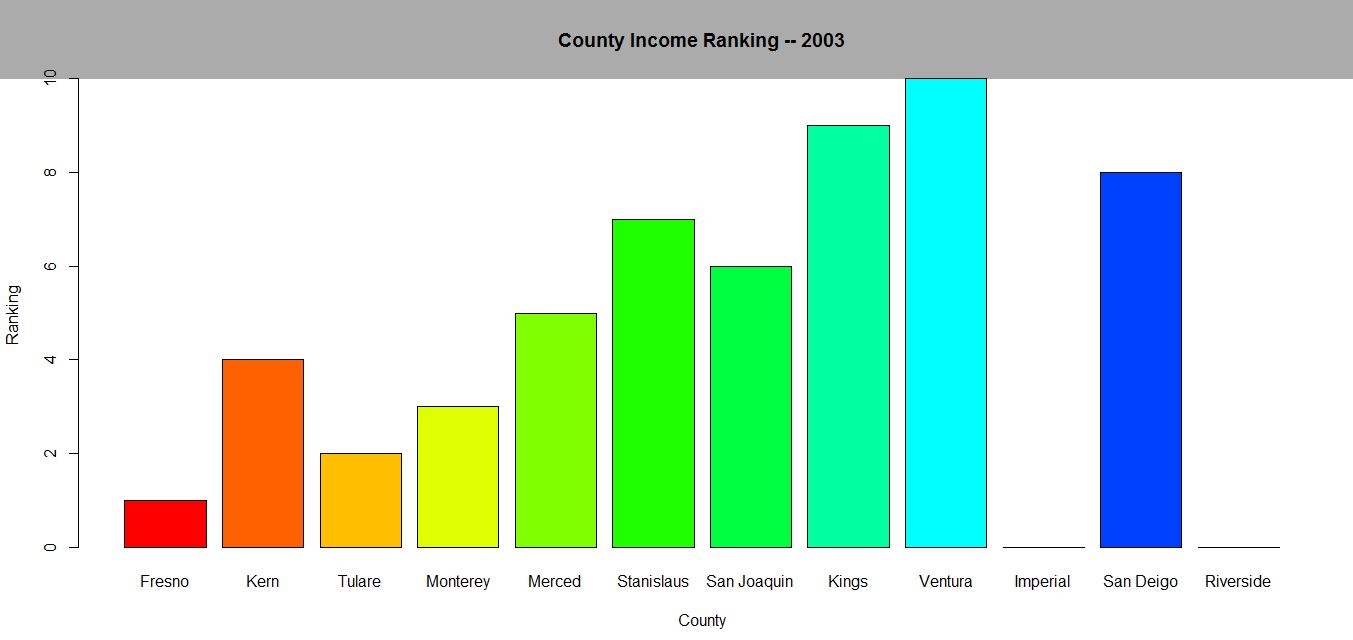 County Income Ranking -- 2003
10
8
6
4
2
0
Ranking
Fresno Kern Tulare Monterey Merced Stanislaus San Joaquin Kings Ventura Imperial San Deigo Riverside
County